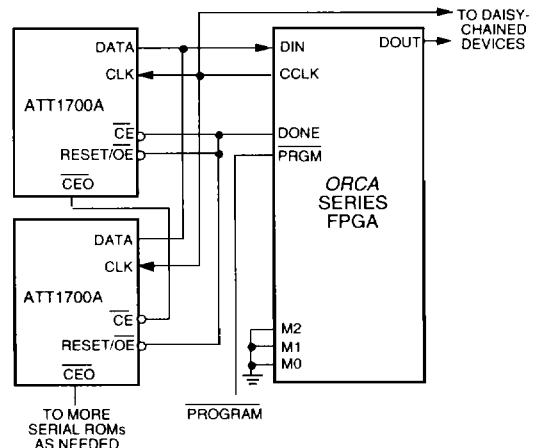 TO DAISY-
CHAINED
DEVICES
DATA
CLK
ATT1700A
CE
RESET/OE
CEO
DIN
DOUT
CCLK
DONE
PRGM
ORCA
SERIES
FPGA
M2
M1
M0
DATA
CLK
ATT1700A
CE
RESET/OE
CEO
TO MORE
SERIAL ROMs
AS NEEDED
PROGRAM